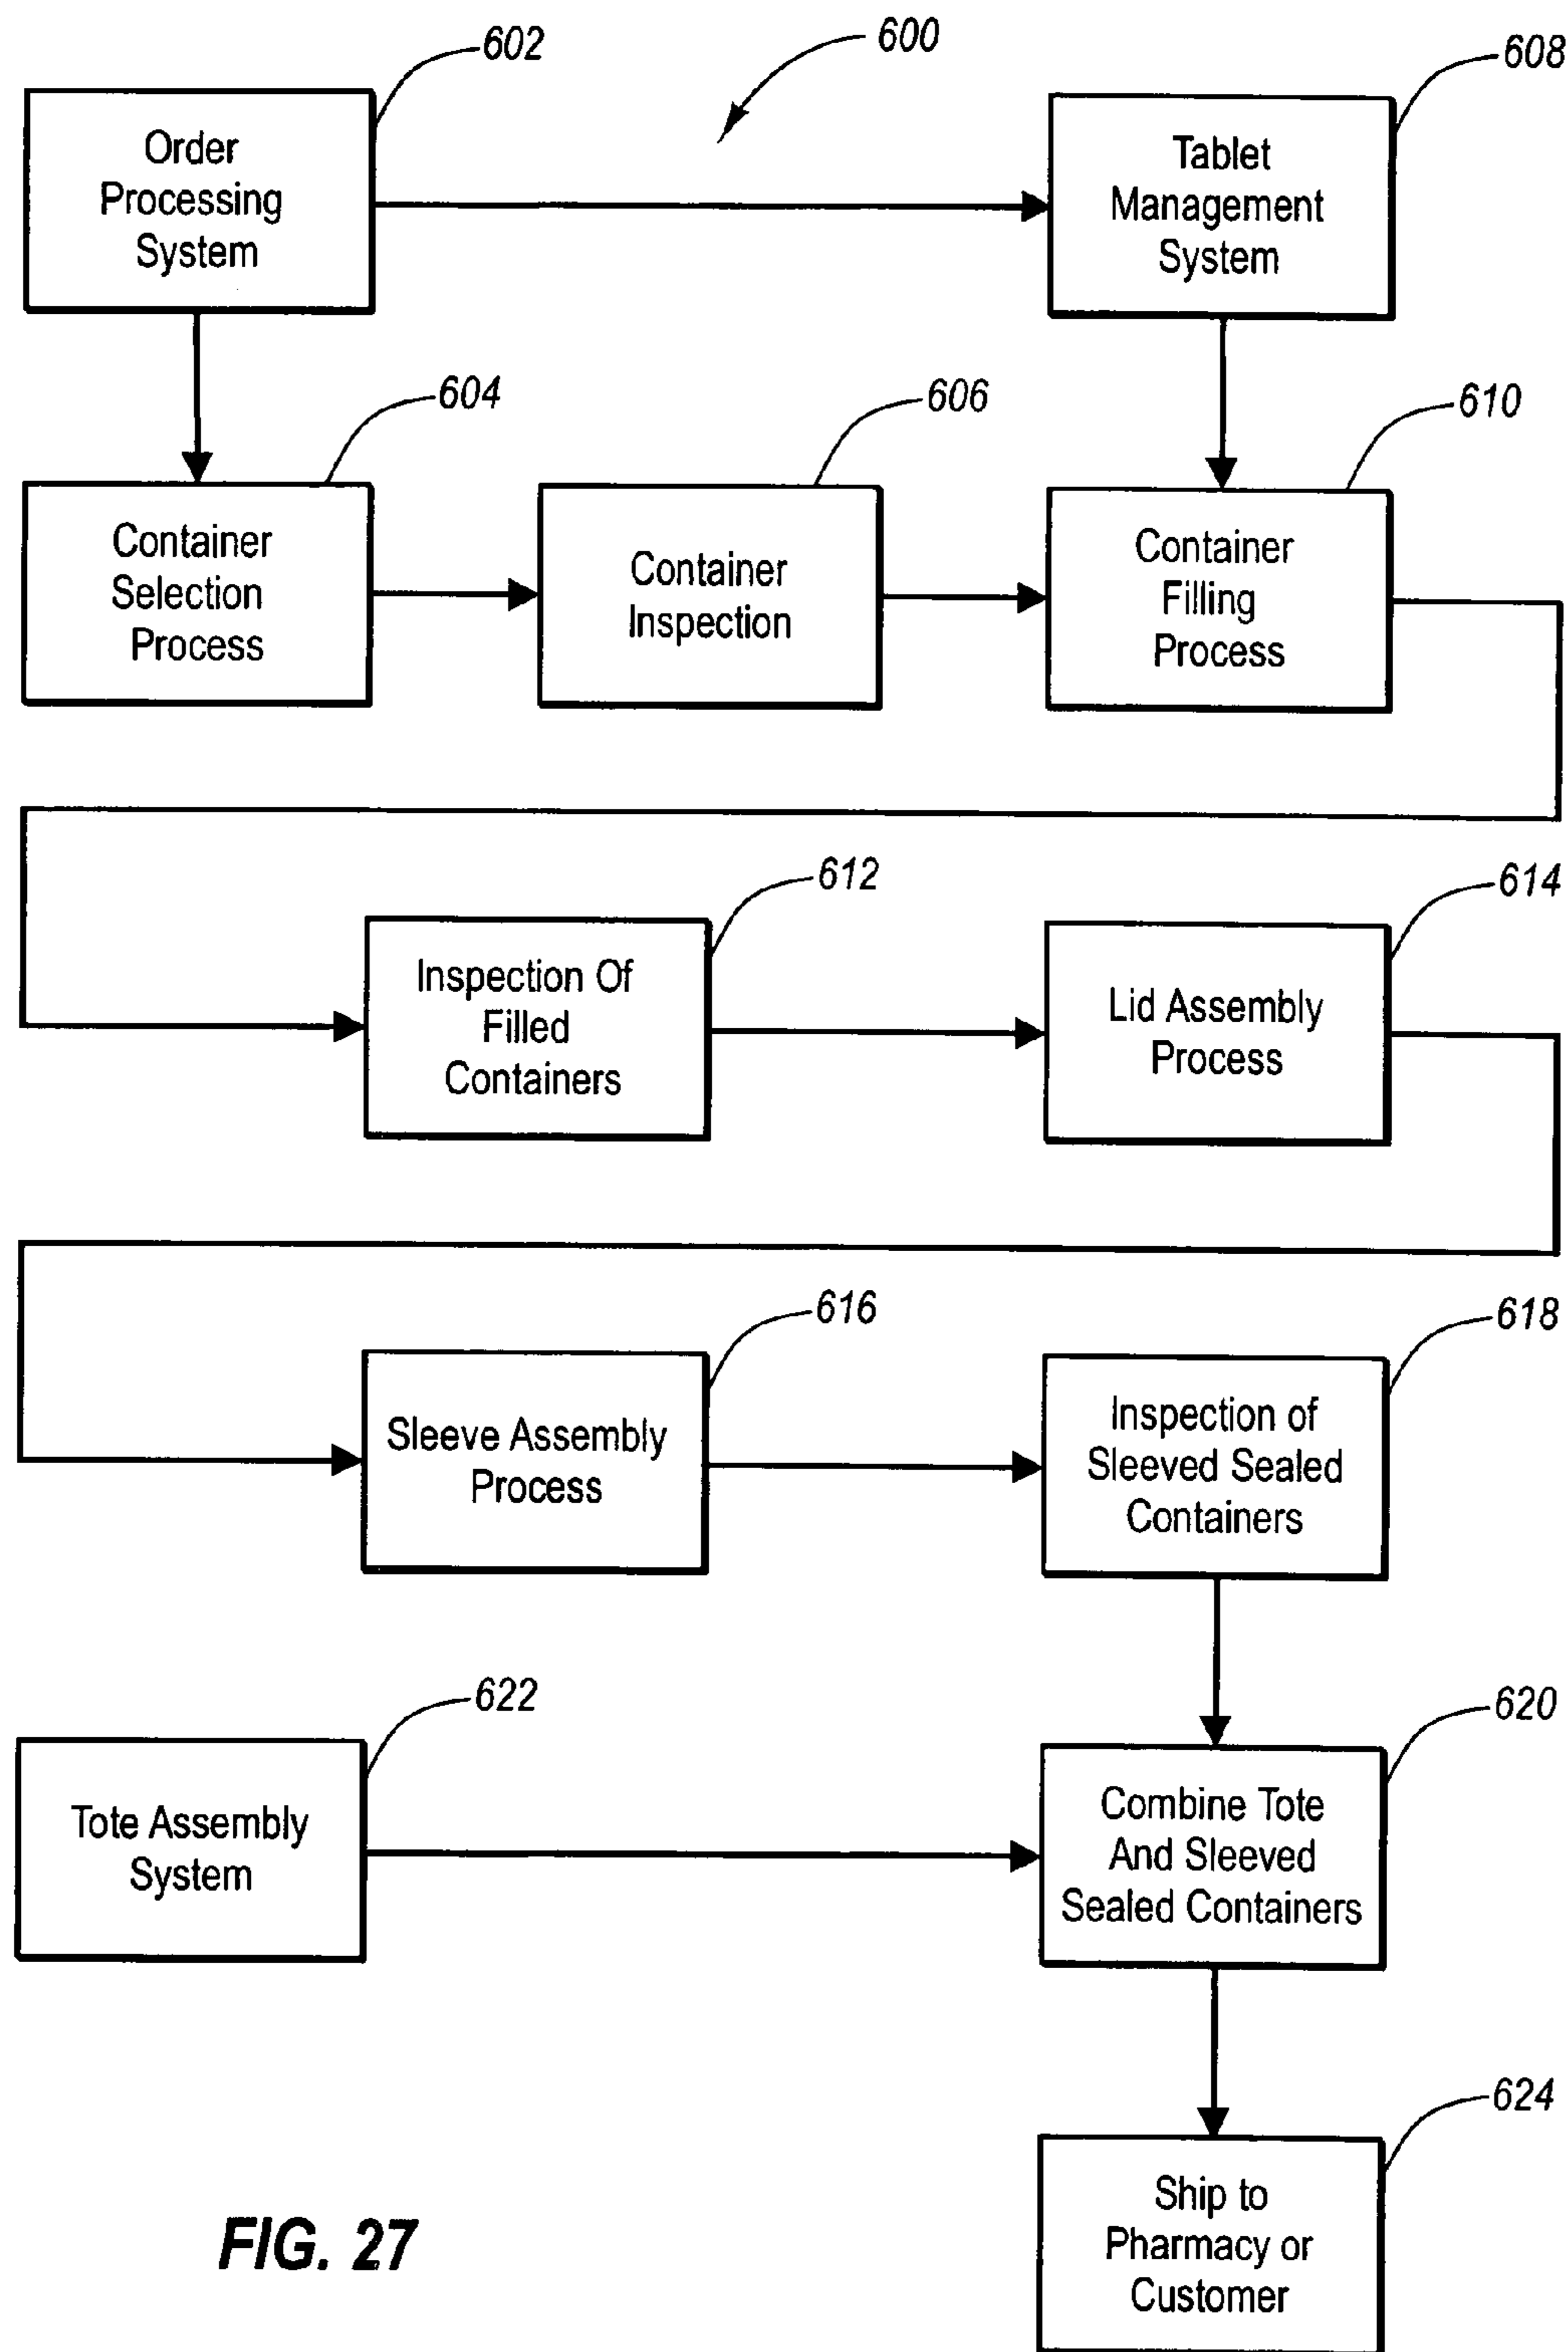 602
600
608
Order
Processing
System
Tablet
Management
System
604
606
610
Container
Selection
Process
Container
Inspection
Container
Filling
Process
612
614
Inspection Of
Filled
Containers
Lid Assembly
Process
616
618
Sleeve Assembly
Process
Inspection of
Sleeved Sealed
Containers
622
620
Tote Assembly
System
Combine Tote
And Sleeved
Sealed Containers
624
Ship to
Pharmacy or
Customer
FIG. 27